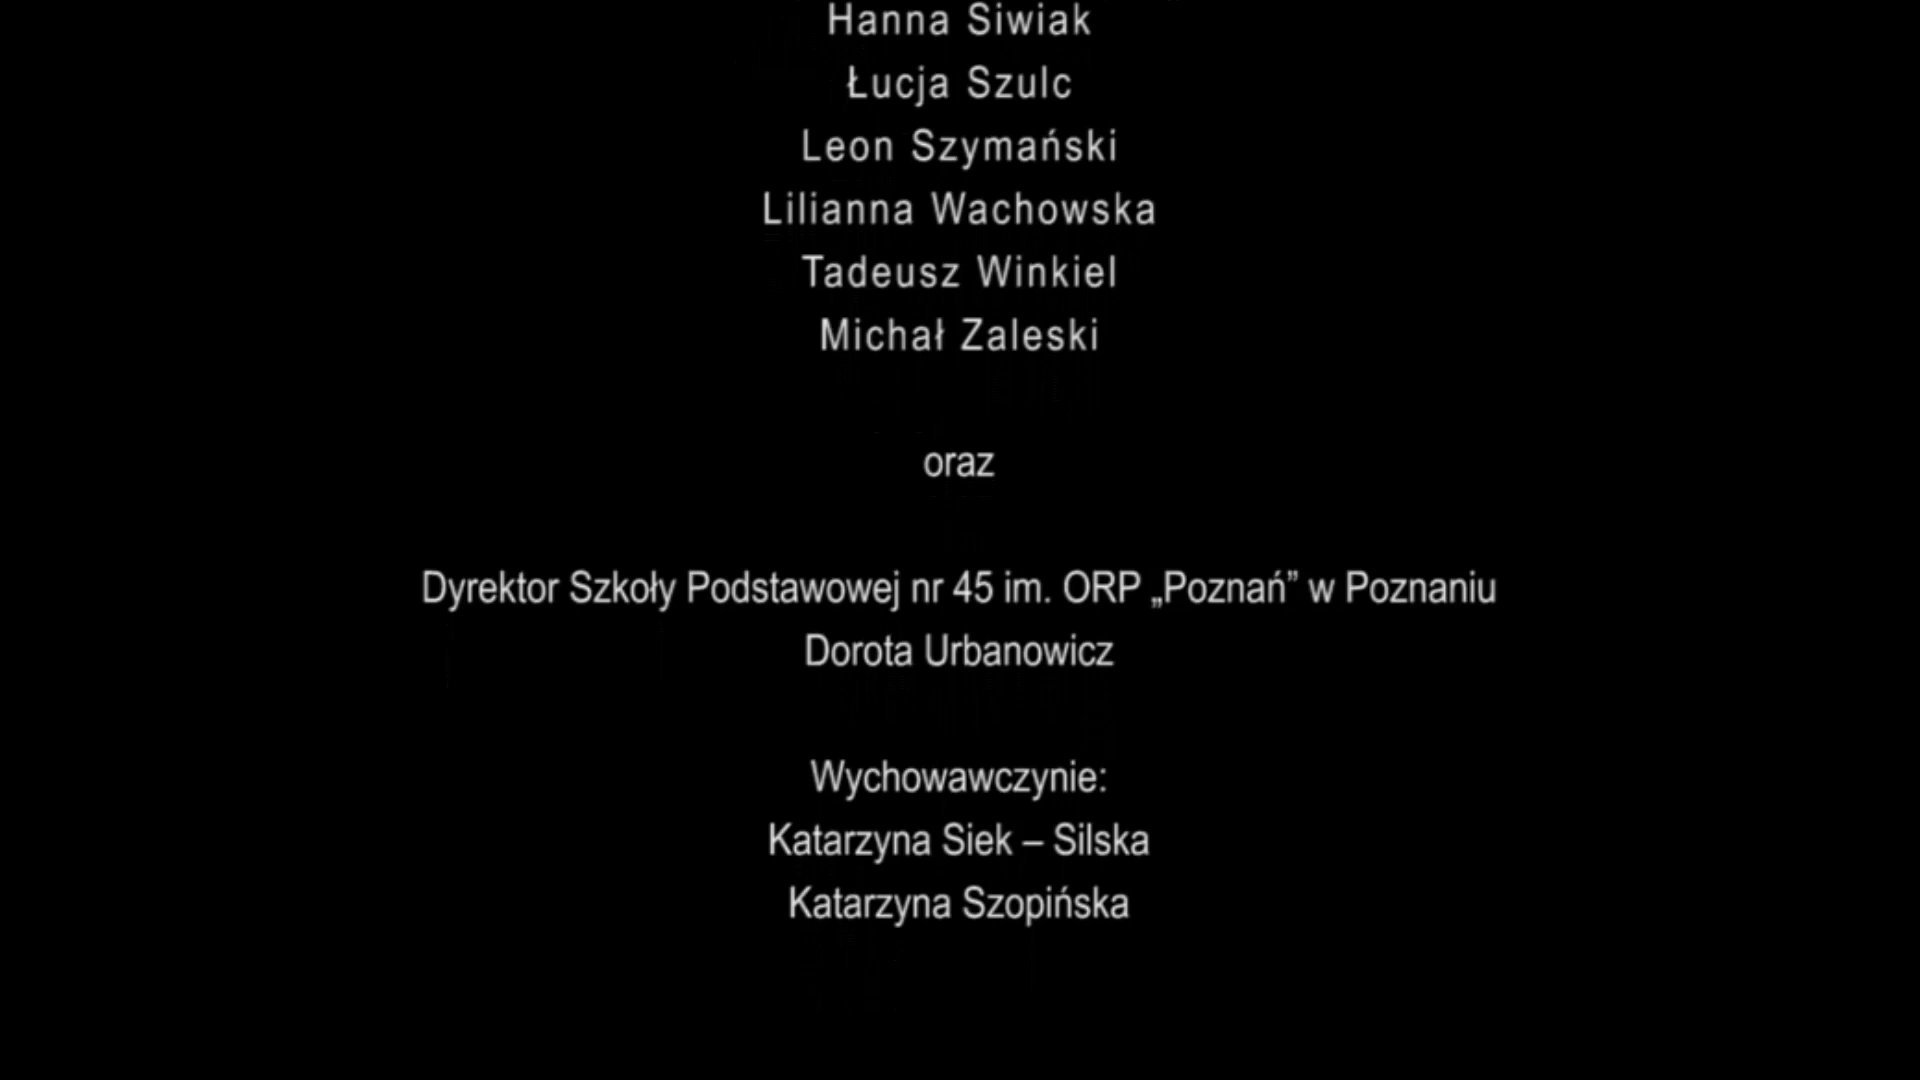 Hanna Siwiak
Łucja Szulc
Leon Szymański
Lilianna Wachowska
Tadeusz Winkiel
Michał Zaleski
oraz
Dyrektor Szkoły Podstawowej nr 45 im. ORP „Poznań” w Poznaniu
Dorota Urbanowicz
Wychowawczynie:
Katarzyna Siek – Silska
Katarzyna Szopińska